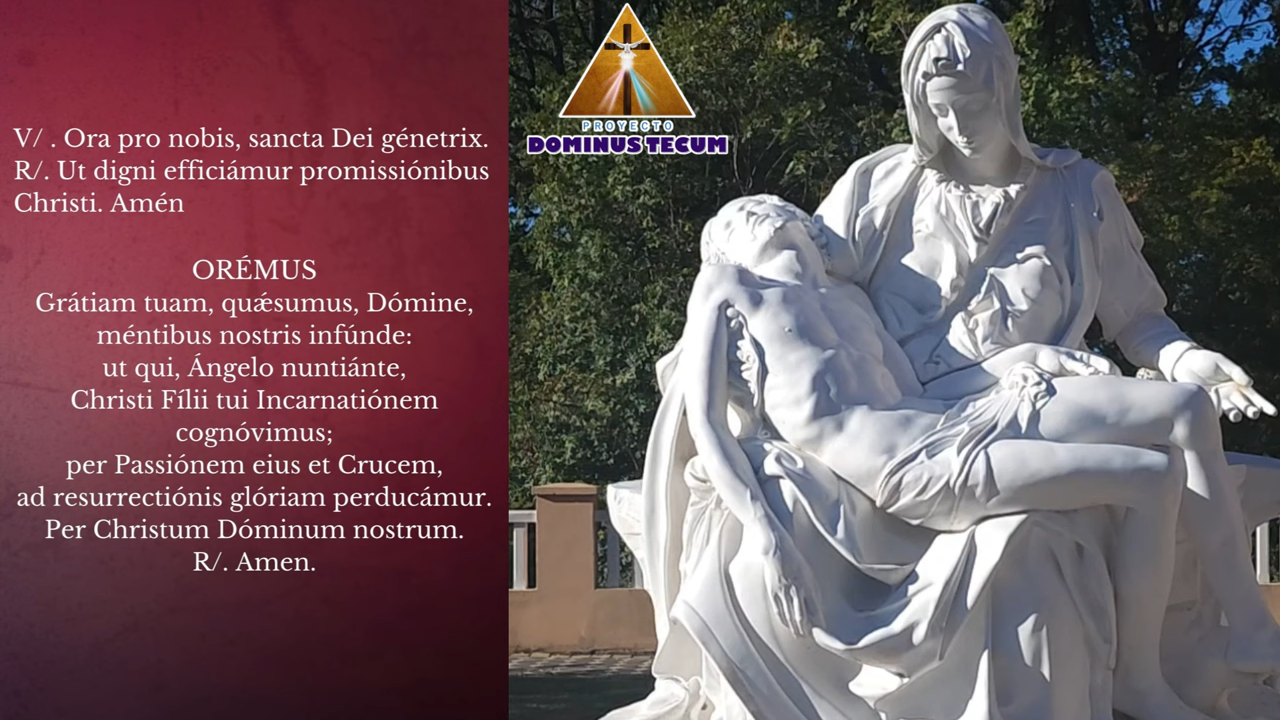 V/ . Ora pro nobis, sancta Dei génetrix.
R/. Ut digni efficiámur promissiónibus
Christi. Amén
ORÉMUS
Grátiam tuam, quǽsumus, Dómine,
méntibus nostris infúnde:
ut qui, Ángelo nuntiánte,
Christi Fílii tui Incarnatiónem
cognóvimus;
per Passiónem eius et Crucem,
ad resurrectiónis glóriam perducámur.
Per Christum Dóminum nostrum.
R/. Amen.
PROYECTO
DOMINUS TECUM